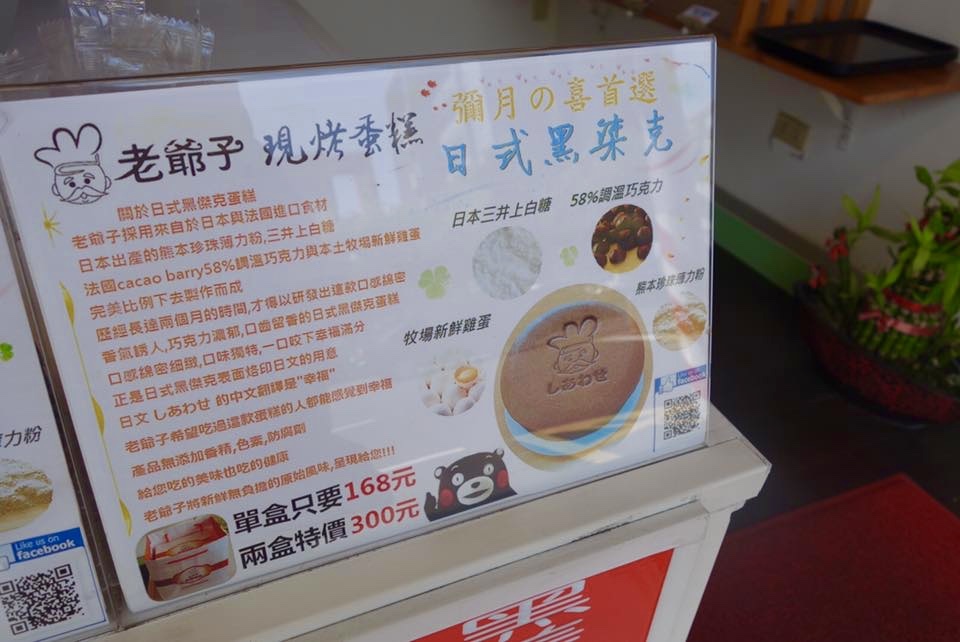 老爺子 現烤蛋糕
彌月の喜首選
日式黑桀克
關於日式黑傑克蛋糕
老爺子採用來自於日本與法國進口食材
日本出產的熊本珍珠薄力粉,三井上白糖
法國cacao barry58%調溫巧克力與本土牧場新鮮雞蛋
完美比例下去製作而成
歷經長達兩個月的時間,才得以研發出這款口感綿密
香氣誘人,巧克力濃郁,口齒留香的日式黑傑克蛋糕
口感綿密細緻,口味獨特,一口咬下幸福滿分
正是日式黑傑克表面烙印日文的用意
日文 しあわせ 的中文翻譯是"幸福"
老爺子希望吃過這款蛋糕的人都能感覺到幸福
產品無添加香精,色素,防腐劑
給您吃的美味也吃的健康
老爺子將新鮮無負擔的原始風味,呈現給您!!!
單盒只要168元
兩盒特價300元
日本三井上白糖
58%調溫巧克力
牧場新鮮雞蛋
熊本珍珠薄力粉
しあわせ
facebook
力粉
Like us on
facebook